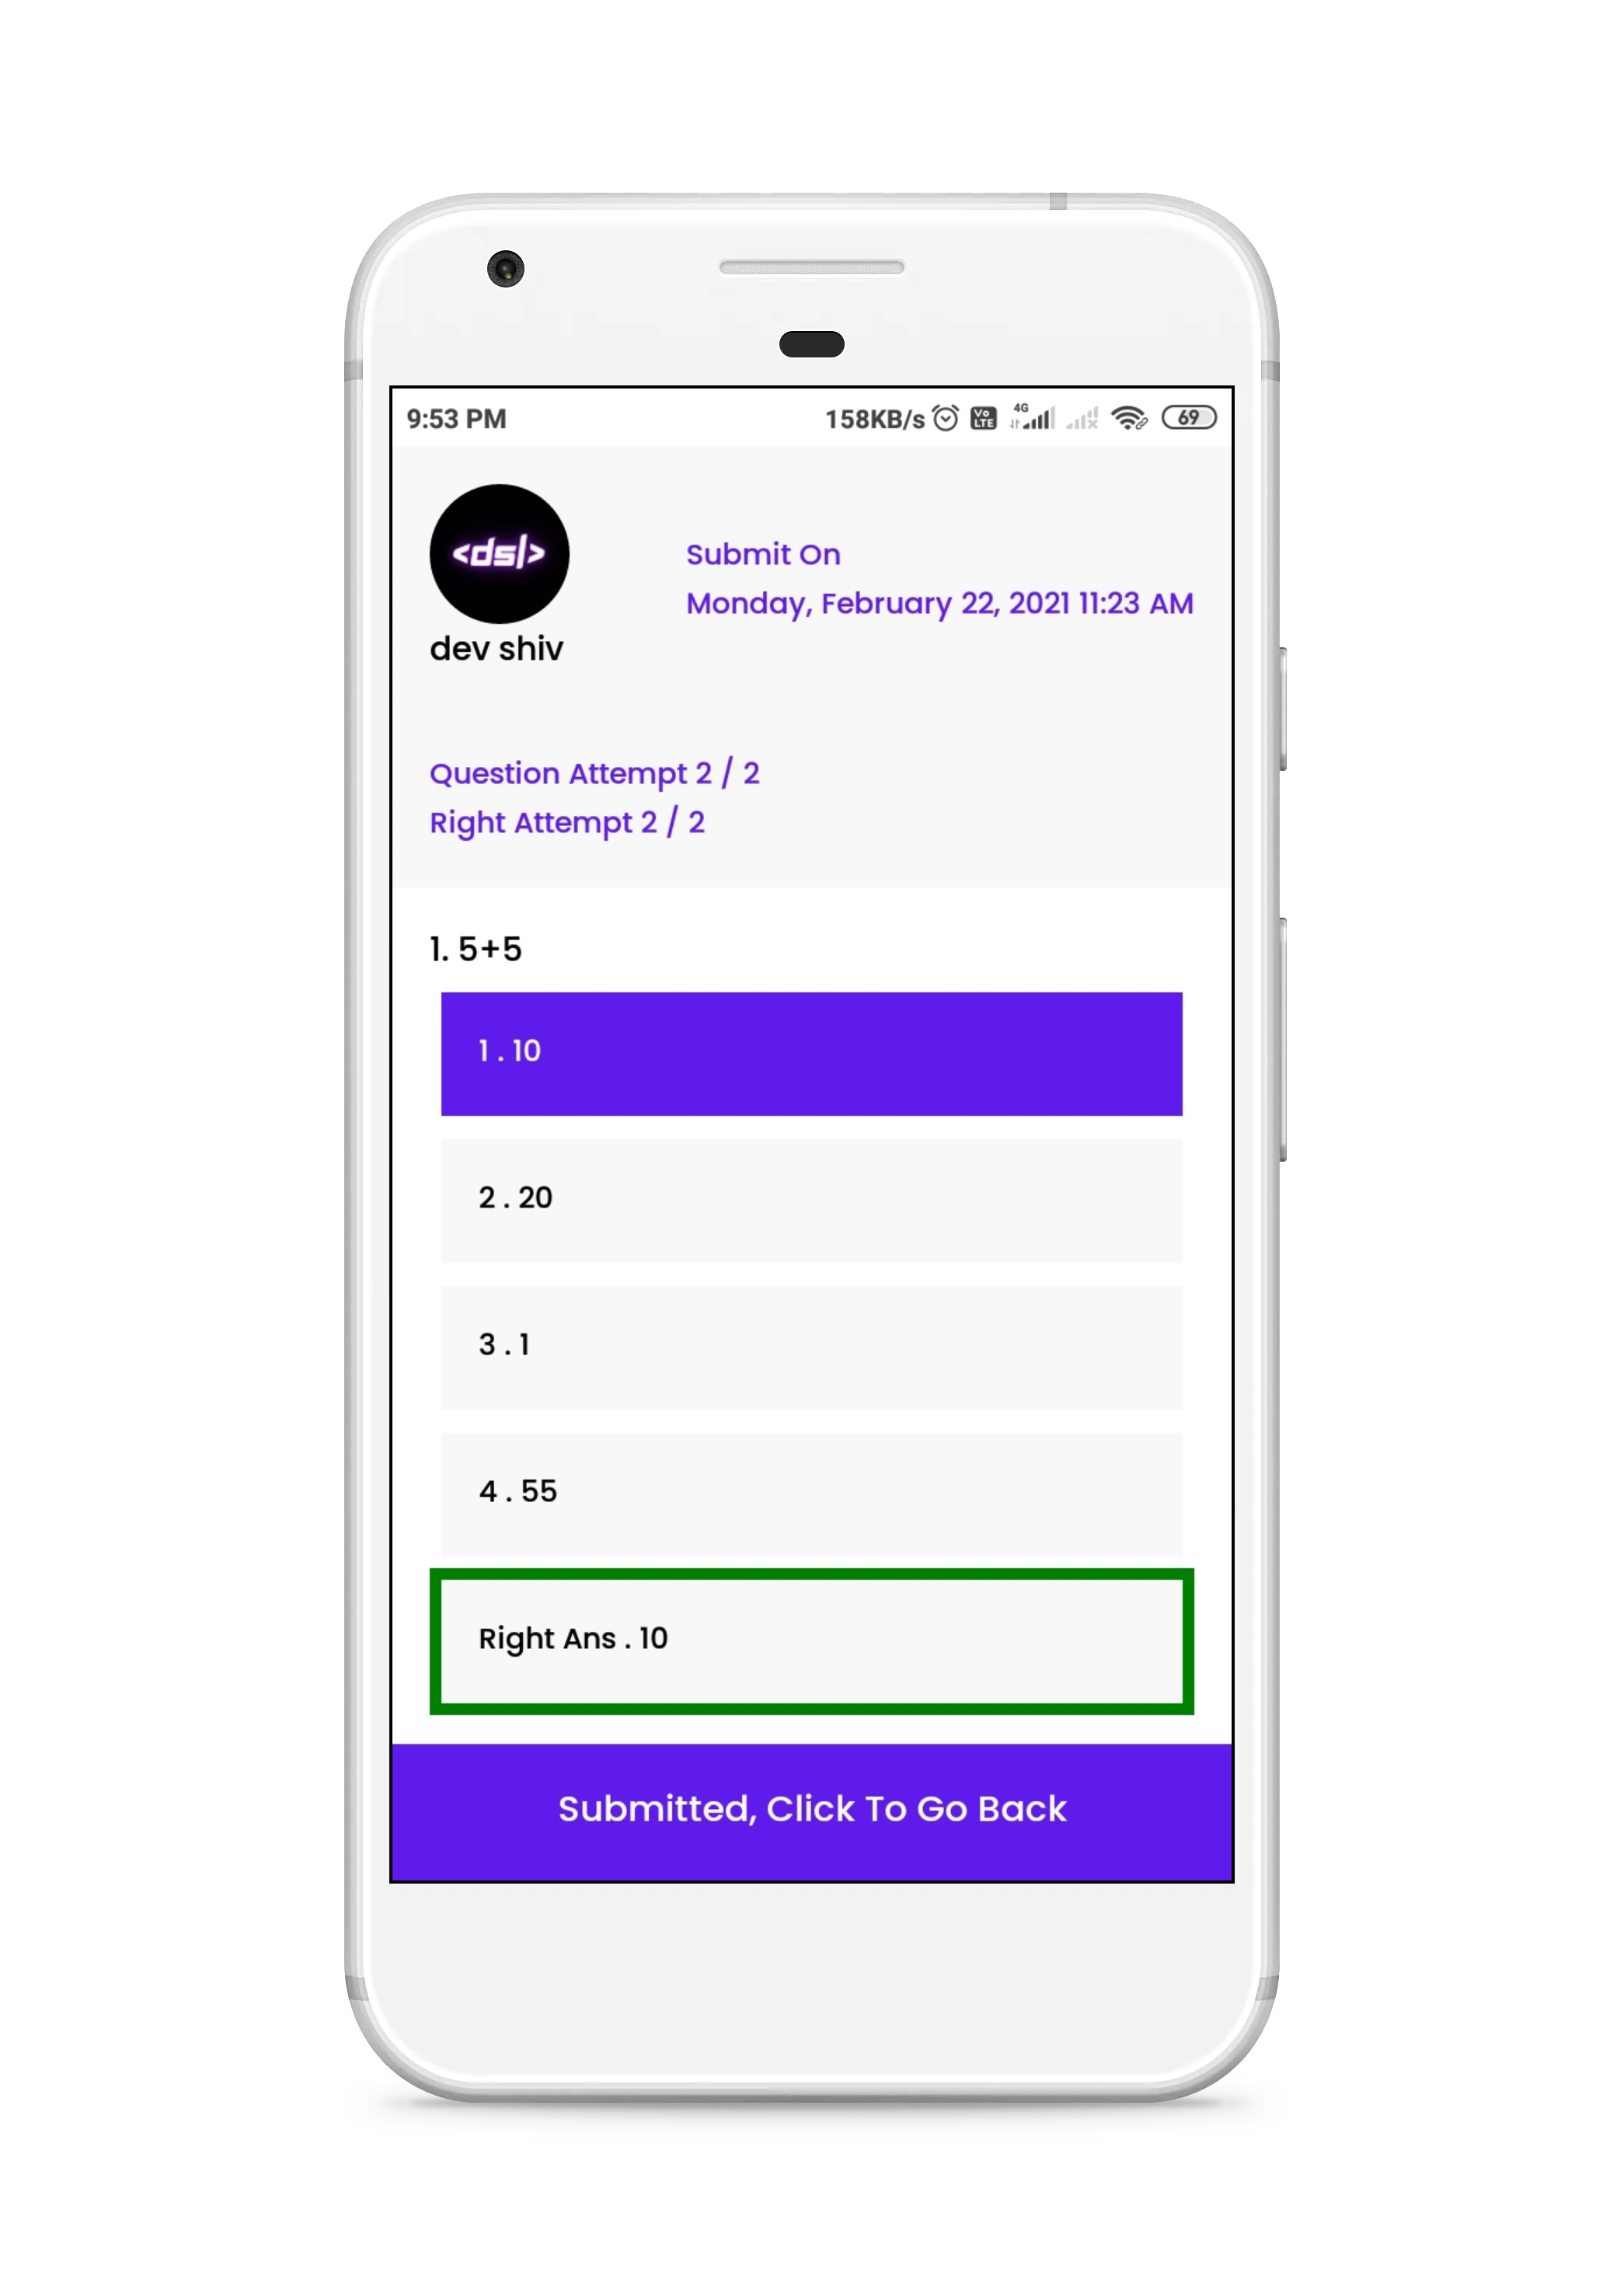 9:53 PM 158KB/s Vo LTE 4G 69
<ds|>
Submit On
Monday, February 22, 2021 11:23 AM
dev shiv
Question Attempt 2 / 2
Right Attempt 2 / 2
1. 5+5
1 . 10
2 . 20
3 . 1
4 . 55
Right Ans . 10
Submitted, Click To Go Back